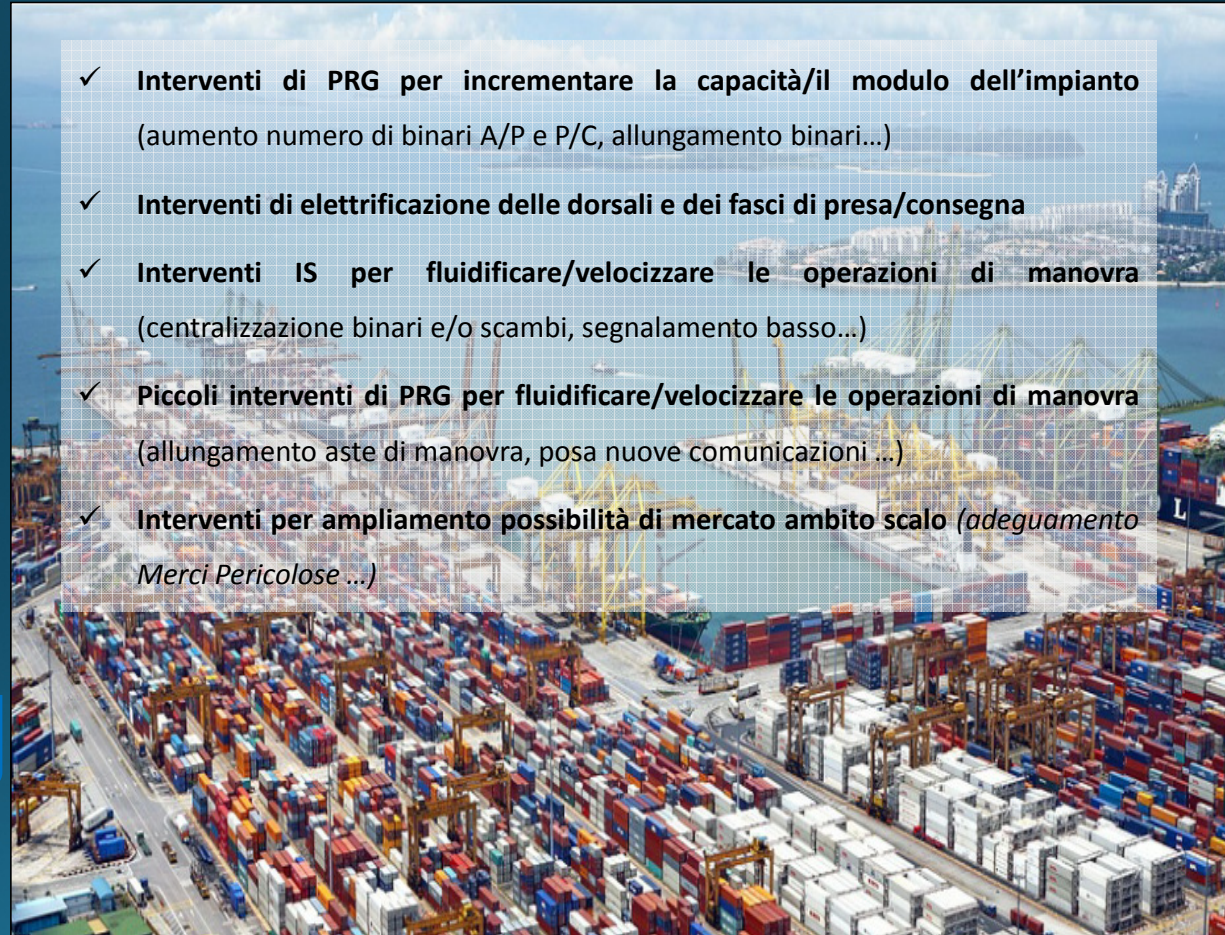 ✓ Interventi di PRG per incrementare la capacità/il modulo dell'impianto
(aumento numero di binari A/P e P/C, allungamento binari…)
✓ Interventi di elettrificazione delle dorsali e dei fasci di presa/consegna
✓ Interventi IS per fluidificare/velocizzare le operazioni di manovra
(centralizzazione binari e/o scambi, segnalamento basso…)
✓ Piccoli interventi di PRG per fluidificare/velocizzare le operazioni di manovra
(allungamento aste di manovra, posa nuove comunicazioni …)
✓ Interventi per ampliamento possibilità di mercato ambito scalo (adeguamento
Merci Pericolose …)
L